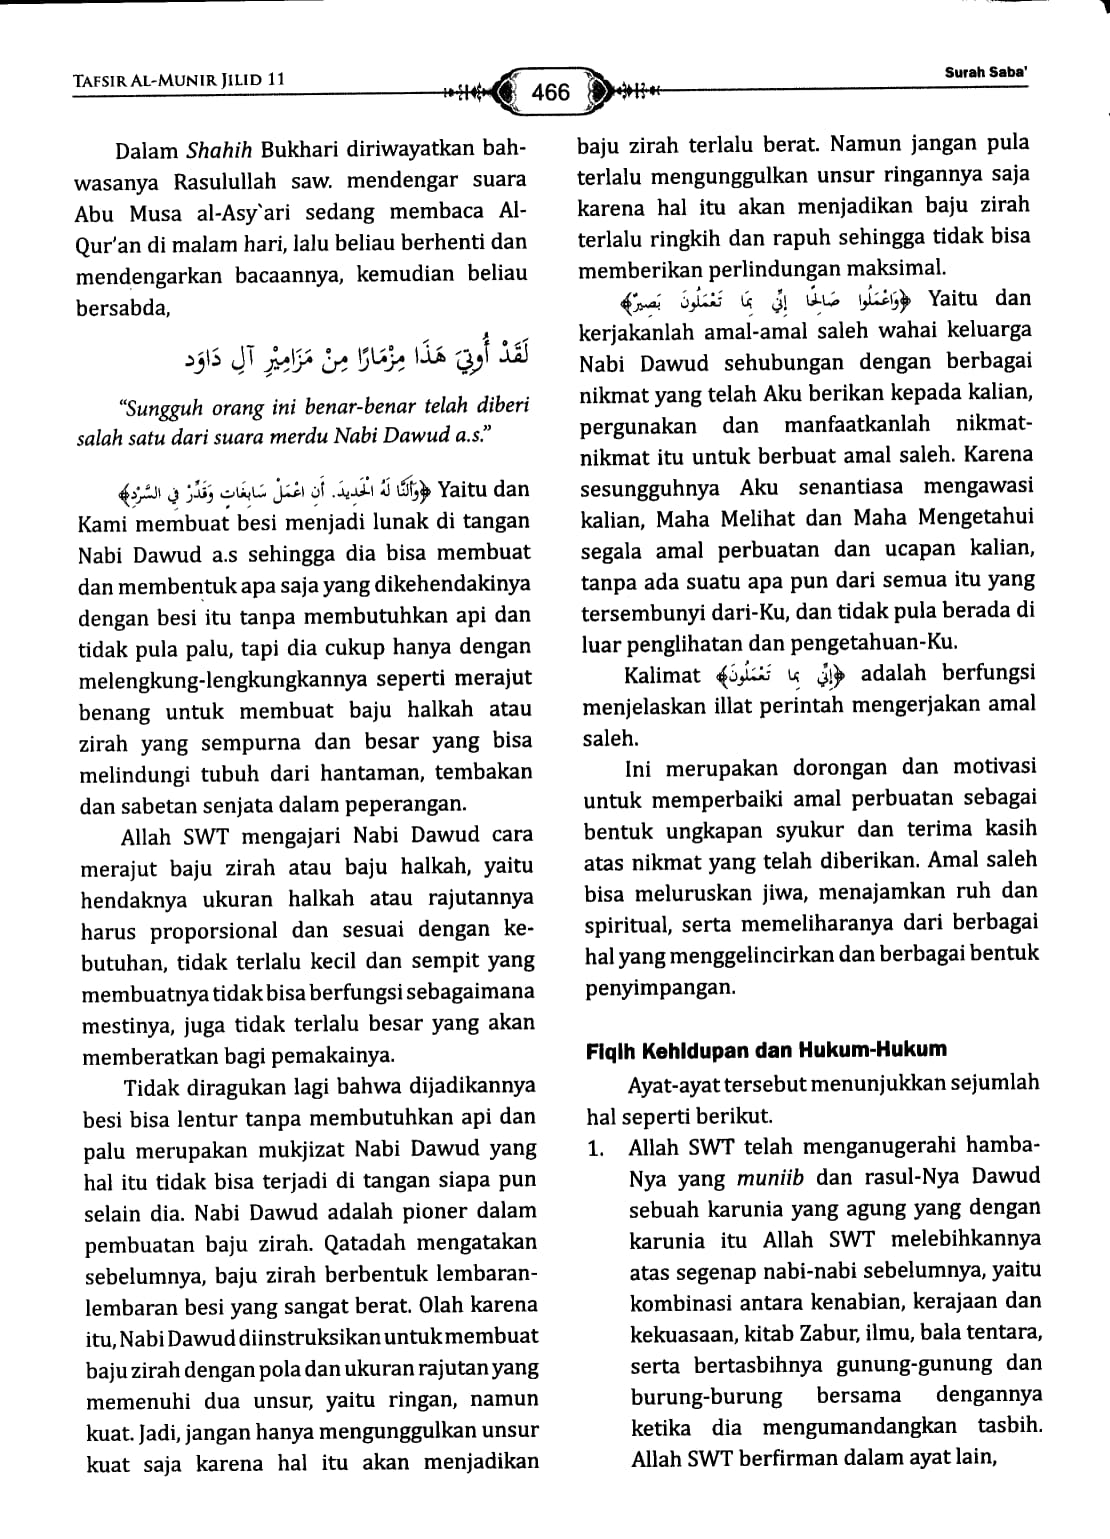 TAFSIR AL-MUNIR JILID 11
466
Surah Saba'
Dalam Shahih Bukhari diriwayatkan bah-
wasanya Rasulullah saw. mendengar suara
Abu Musa al-Asy`ari sedang membaca Al-
Qur'an di malam hari, lalu beliau berhenti dan
mendengarkan bacaannya, kemudian beliau
bersabda,
لَقَدْ أُوتِيَ هَذَا مِزْمَارًا مِنْ مَزَامِيْرِ آلِ دَاوُد
“Sungguh orang ini benar-benar telah diberi
salah satu dari suara merdu Nabi Dawud a.s.”
﴿وَأَلَنَّا لَهُ الْحَدِيدَ. أَنِ اعْمَلْ سَابِغَاتٍ وَقَدِّرْ فِي السَّرْدِ﴾ Yaitu dan
Kami membuat besi menjadi lunak di tangan
Nabi Dawud a.s sehingga dia bisa membuat
dan membentuk apa saja yang dikehendakinya
dengan besi itu tanpa membutuhkan api dan
tidak pula palu, tapi dia cukup hanya dengan
melengkung-lengkungkannya seperti merajut
benang untuk membuat baju halkah atau
zirah yang sempurna dan besar yang bisa
melindungi tubuh dari hantaman, tembakan
dan sabetan senjata dalam peperangan.
Allah SWT mengajari Nabi Dawud cara
merajut baju zirah atau baju halkah, yaitu
hendaknya ukuran halkah atau rajutannya
harus proporsional dan sesuai dengan ke-
butuhan, tidak terlalu kecil dan sempit yang
membuatnya tidak bisa berfungsi sebagaimana
mestinya, juga tidak terlalu besar yang akan
memberatkan bagi pemakainya.
Tidak diragukan lagi bahwa dijadikannya
besi bisa lentur tanpa membutuhkan api dan
palu merupakan mukjizat Nabi Dawud yang
hal itu tidak bisa terjadi di tangan siapa pun
selain dia. Nabi Dawud adalah pioner dalam
pembuatan baju zirah. Qatadah mengatakan
sebelumnya, baju zirah berbentuk lembaran-
lembaran besi yang sangat berat. Olah karena
itu, Nabi Dawud diinstruksikan untuk membuat
baju zirah dengan pola dan ukuran rajutan yang
memenuhi dua unsur, yaitu ringan, namun
kuat. Jadi, jangan hanya mengunggulkan unsur
kuat saja karena hal itu akan menjadikan
baju zirah terlalu berat. Namun jangan pula
terlalu mengunggulkan unsur ringannya saja
karena hal itu akan menjadikan baju zirah
terlalu ringkih dan rapuh sehingga tidak bisa
memberikan perlindungan maksimal.
﴿وَاعْمَلُوا صَالِحًا إِنِّي بِمَا تَعْمَلُونَ بَصِيرٌ﴾ Yaitu dan
kerjakanlah amal-amal saleh wahai keluarga
Nabi Dawud sehubungan dengan berbagai
nikmat yang telah Aku berikan kepada kalian,
pergunakan dan manfaatkanlah nikmat-
nikmat itu untuk berbuat amal saleh. Karena
sesungguhnya Aku senantiasa mengawasi
kalian, Maha Melihat dan Maha Mengetahui
segala amal perbuatan dan ucapan kalian,
tanpa ada suatu apa pun dari semua itu yang
tersembunyi dari-Ku, dan tidak pula berada di
luar penglihatan dan pengetahuan-Ku.
Kalimat ﴿إِنِّي بِمَا تَعْمَلُونَ﴾ adalah berfungsi
menjelaskan illat perintah mengerjakan amal
saleh.
Ini merupakan dorongan dan motivasi
untuk memperbaiki amal perbuatan sebagai
bentuk ungkapan syukur dan terima kasih
atas nikmat yang telah diberikan. Amal saleh
bisa meluruskan jiwa, menajamkan ruh dan
spiritual, serta memeliharanya dari berbagai
hal yang menggelincirkan dan berbagai bentuk
penyimpangan.
Fiqih Kehidupan dan Hukum-Hukum
Ayat-ayat tersebut menunjukkan sejumlah
hal seperti berikut.
1. Allah SWT telah menganugerahi hamba-
Nya yang muniib dan rasul-Nya Dawud
sebuah karunia yang agung yang dengan
karunia itu Allah SWT melebihkannya
atas segenap nabi-nabi sebelumnya, yaitu
kombinasi antara kenabian, kerajaan dan
kekuasaan, kitab Zabur, ilmu, bala tentara,
serta bertasbihnya gunung-gunung dan
burung-burung bersama dengannya
ketika dia mengumandangkan tasbih.
Allah SWT berfirman dalam ayat lain,